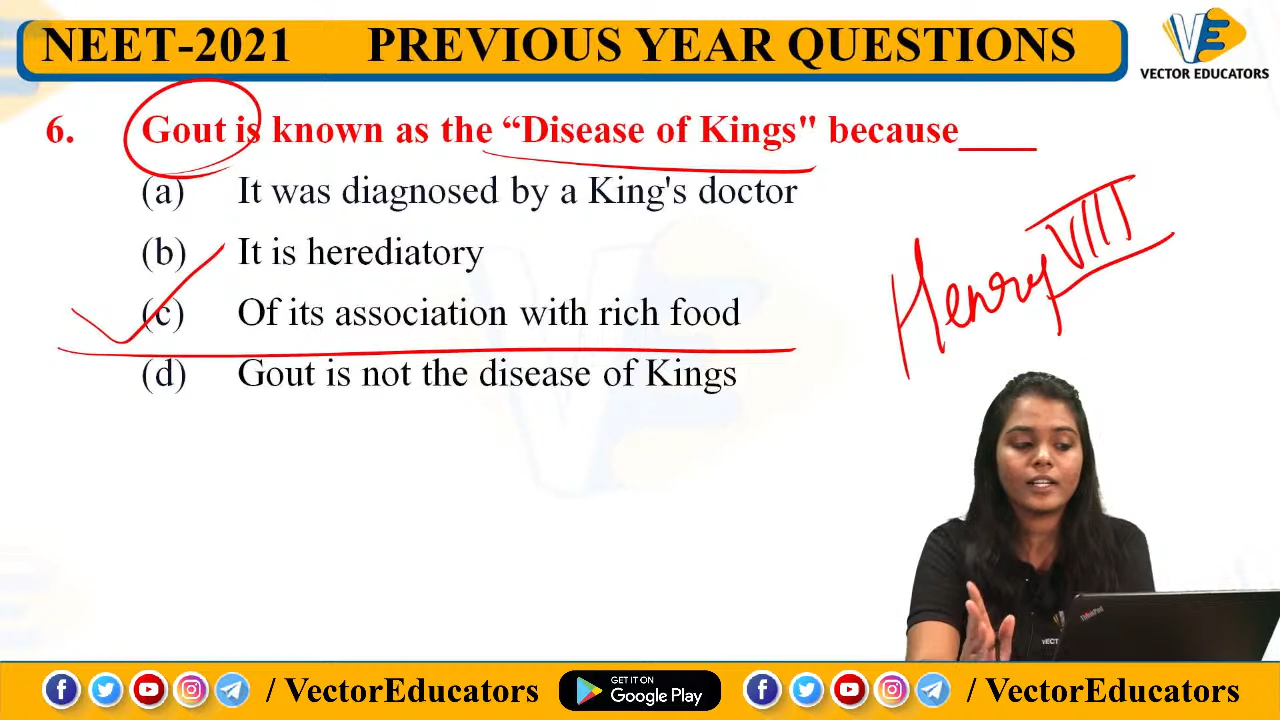 NEET-2021 PREVIOUS YEAR QUESTIONS
VECTOR EDUCATORS
6. Gout is known as the “Disease of Kings" because____
(a) It was diagnosed by a King's doctor
(b) It is herediatory
(c) Of its association with rich food
(d) Gout is not the disease of Kings
Henry VIII
ThinkPad
VECT
/ VectorEducators
GET IT ON
Google Play
/ VectorEducators